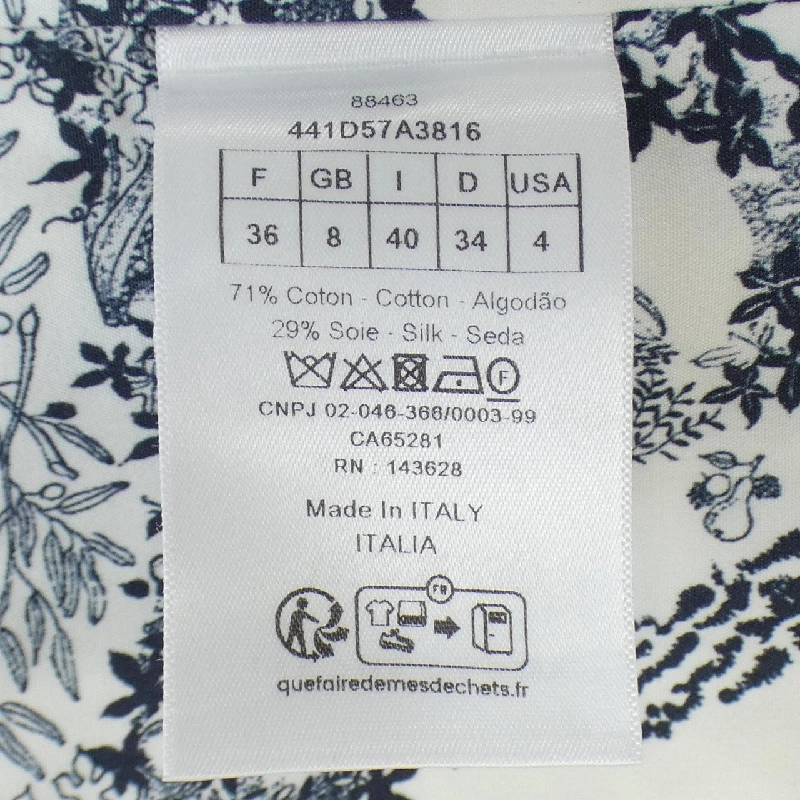 88463
441D57A3816
F GB I D USA
36 8 40 34 4
71% Coton - Cotton - Algodão
29% Soie - Silk - Seda
F
CNPJ 02-046-366/0003-99
CA65281
RN : 143628
Made In ITALY
ITALIA
FR
quefairedemesdechets.fr